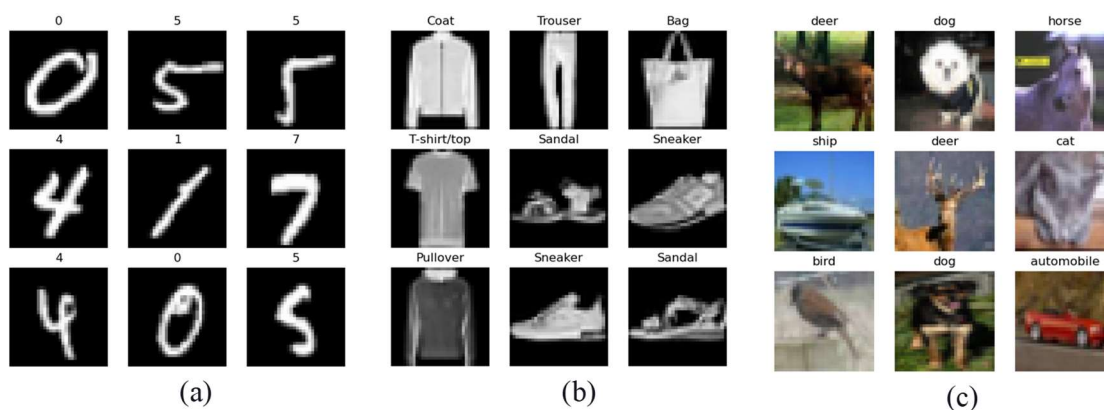 0 5 5
4 1 7
4 0 5
(a)
Coat Trouser Bag
T-shirt/top Sandal Sneaker
Pullover Sneaker Sandal
(b)
deer dog horse
ship deer cat
bird dog automobile
(c)